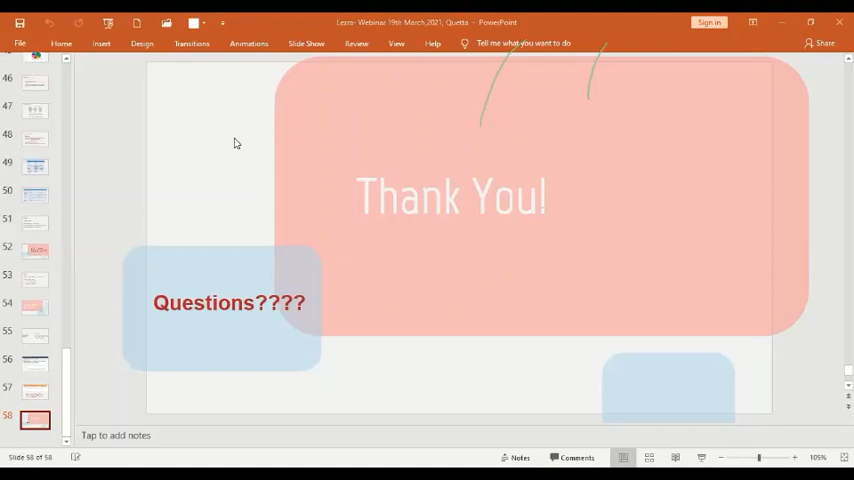 Lezra- Webinar 19th March,2021, Quetta - PowerPoint
Sign in
File Home Insert Design Transitions Animations Slide Show Review View Help Tell me what you want to do Share
46
47
48
49
50
51
52
53
54
55
56
57
58
Thank You!
Questions????
Tap to add notes
Slide 58 of 58 Notes Comments 105%